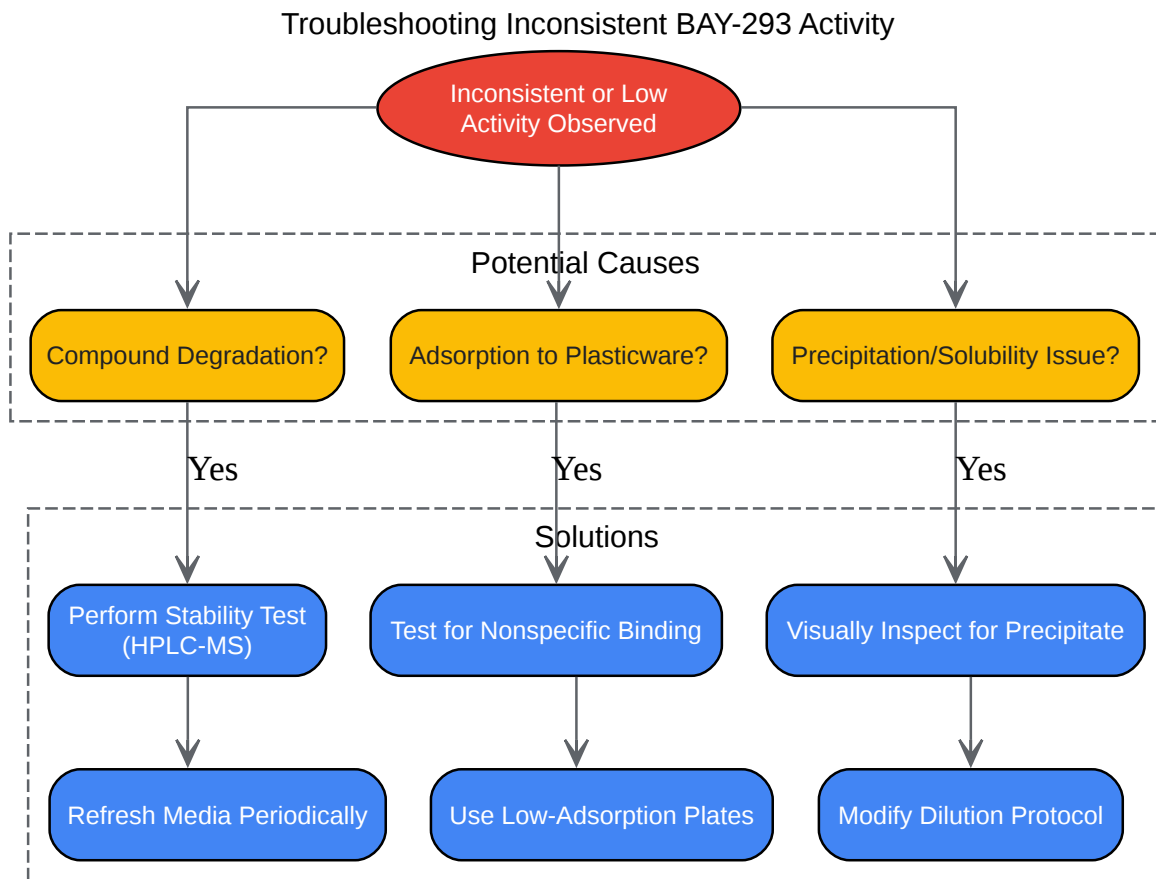 Troubleshooting Inconsistent BAY-293 Activity
Inconsistent or Low
Activity Observed
Potential Causes
Compound Degradation?
Adsorption to Plasticware?
Precipitation/Solubility Issue?
Yes
Yes
Yes
Solutions
Perform Stability Test
(HPLC-MS)
Test for Nonspecific Binding
Visually Inspect for Precipitate
Refresh Media Periodically
Use Low-Adsorption Plates
Modify Dilution Protocol